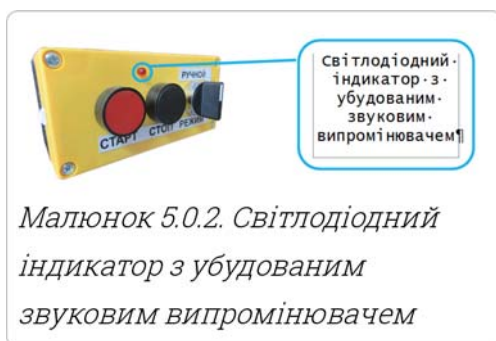 РУЧНОЙ
СТАРТ СТОП РЕЖИМ
Світлодіодний·
індикатор·з·
убудованим·
звуковим·
випромінювачем¶
Малюнок 5.0.2. Світлодіодний
індикатор з убудованим
звуковим випромінювачем